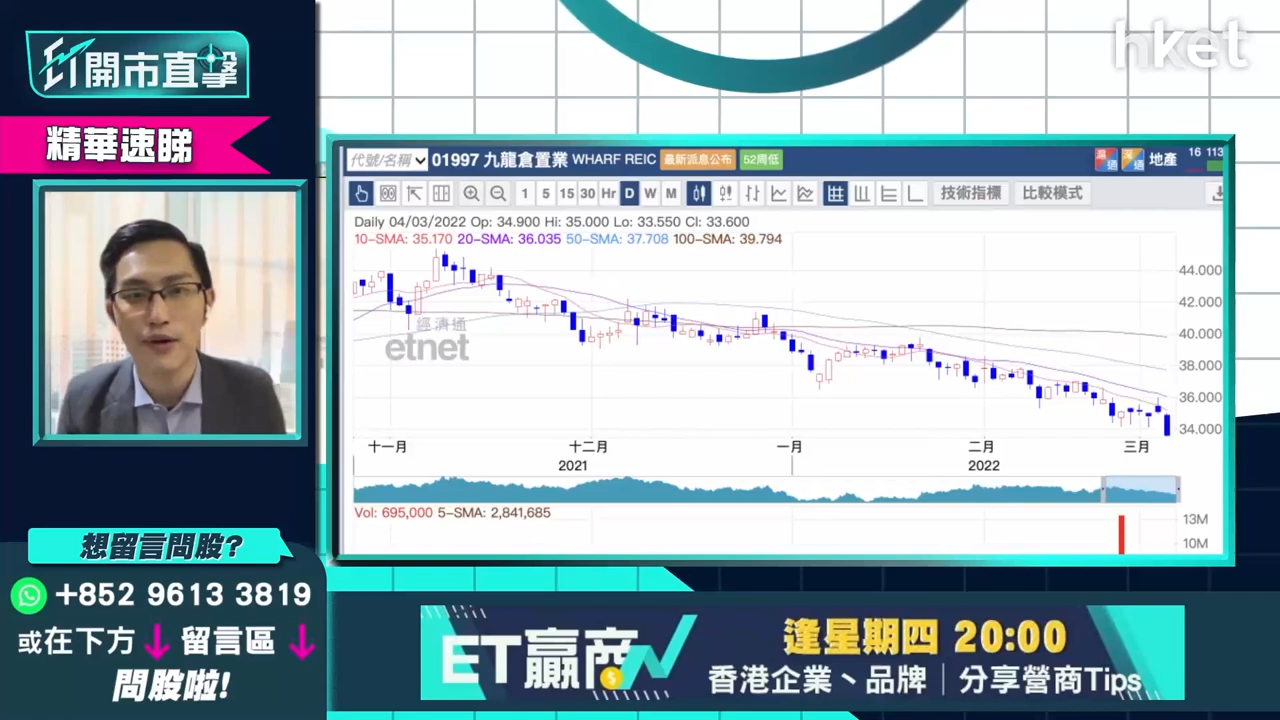 ET開市直擊
hket
精華速睇
代號/名稱 01997 九龍倉置業 WHARF REIC 最新派息公布 52周低 滬通 深通 地產 16 113
1 5 15 30 Hr D W M 技術指標 比較模式
Daily 04/03/2022 Op: 34.900 Hi: 35.000 Lo: 33.550 Cl: 33.600
10-SMA: 35.170 20-SMA: 36.035 50-SMA: 37.708 100-SMA: 39.794
44.000
42.000
40.000
38.000
36.000
34.000
經濟通
etnet
十一月 十二月 一月 二月 三月
2021 2022
Vol: 695,000 5-SMA: 2,841,685
13M
10M
想留言問股?
+852 9613 3819
或在下方 留言區
問股啦!
ET贏商
逢星期四 20:00
香港企業、品牌｜分享營商Tips